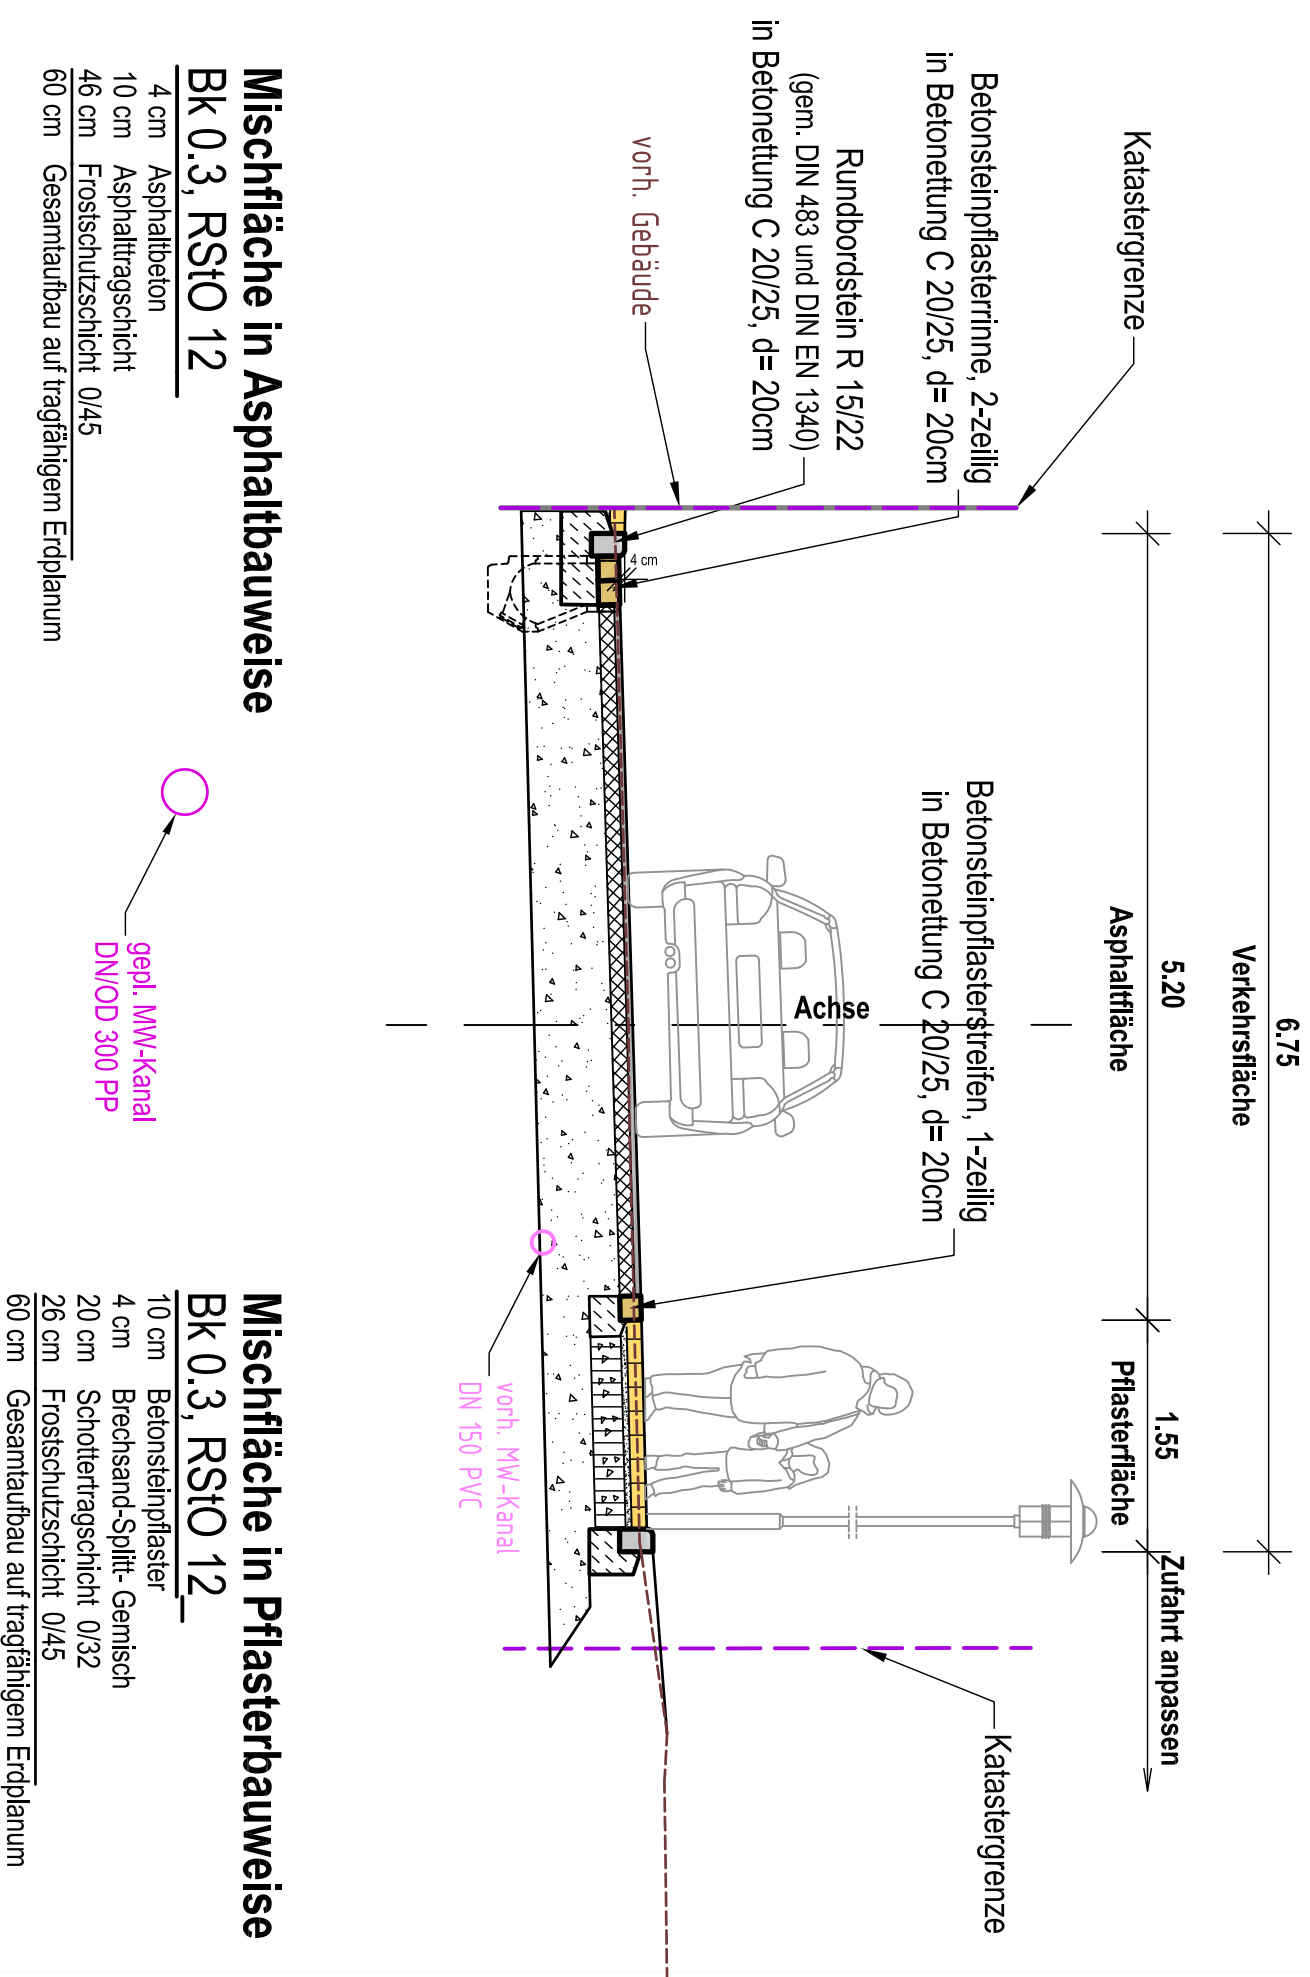 6.75
Verkehrsfläche
5.20
Asphaltfläche
1.55
Pflasterfläche
Zufahrt anpassen
Katastergrenze
Betonsteinpflasterrinne, 2-zeilig
in Betonettung C 20/25, d= 20cm
Rundbordstein R 15/22
(gem. DIN 483 und DIN EN 1340)
in Betonettung C 20/25, d= 20cm
vorh. Gebäude
4 cm
Achse
Betonsteinpflasterstreifen, 1-zeilig
in Betonettung C 20/25, d= 20cm
Katastergrenze
vorh. MW-Kanal
DN 150 PVC
gepl. MW-Kanal
DN/OD 300 PP
Mischfläche in Asphaltbauweise
Bk 0.3, RStO 12
4 cm Asphaltbeton
10 cm Asphalttragschicht
46 cm Frostschutzschicht 0/45
60 cm Gesamtaufbau auf tragfähigem Erdplanum
Mischfläche in Pflasterbauweise
Bk 0.3, RStO 12_
10 cm Betonsteinpflaster
4 cm Brechsand-Splitt- Gemisch
20 cm Schottertragschicht 0/32
26 cm Frostschutzschicht 0/45
60 cm Gesamtaufbau auf tragfähigem Erdplanum